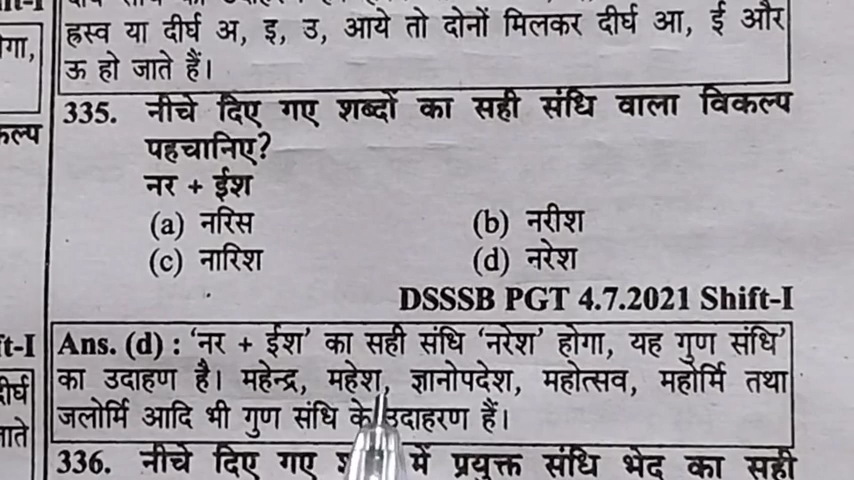 ह्रस्व या दीर्घ अ, इ, उ, आये तो दोनों मिलकर दीर्घ आ, ई और
ऊ हो जाते हैं।
335. नीचे दिए गए शब्दों का सही संधि वाला विकल्प
पहचानिए?
नर + ईश
(a) नरिस (b) नरीश
(c) नारिश (d) नरेश
DSSSB PGT 4.7.2021 Shift-I
Ans. (d) : 'नर + ईश' का सही संधि 'नरेश' होगा, यह गुण संधि'
का उदाहण है। महेन्द्र, महेश, ज्ञानोपदेश, महोत्सव, महोर्मि तथा
जलोर्मि आदि भी गुण संधि के उदाहरण हैं।
336. नीचे दिए गए में प्रयुक्त संधि भेद का सही